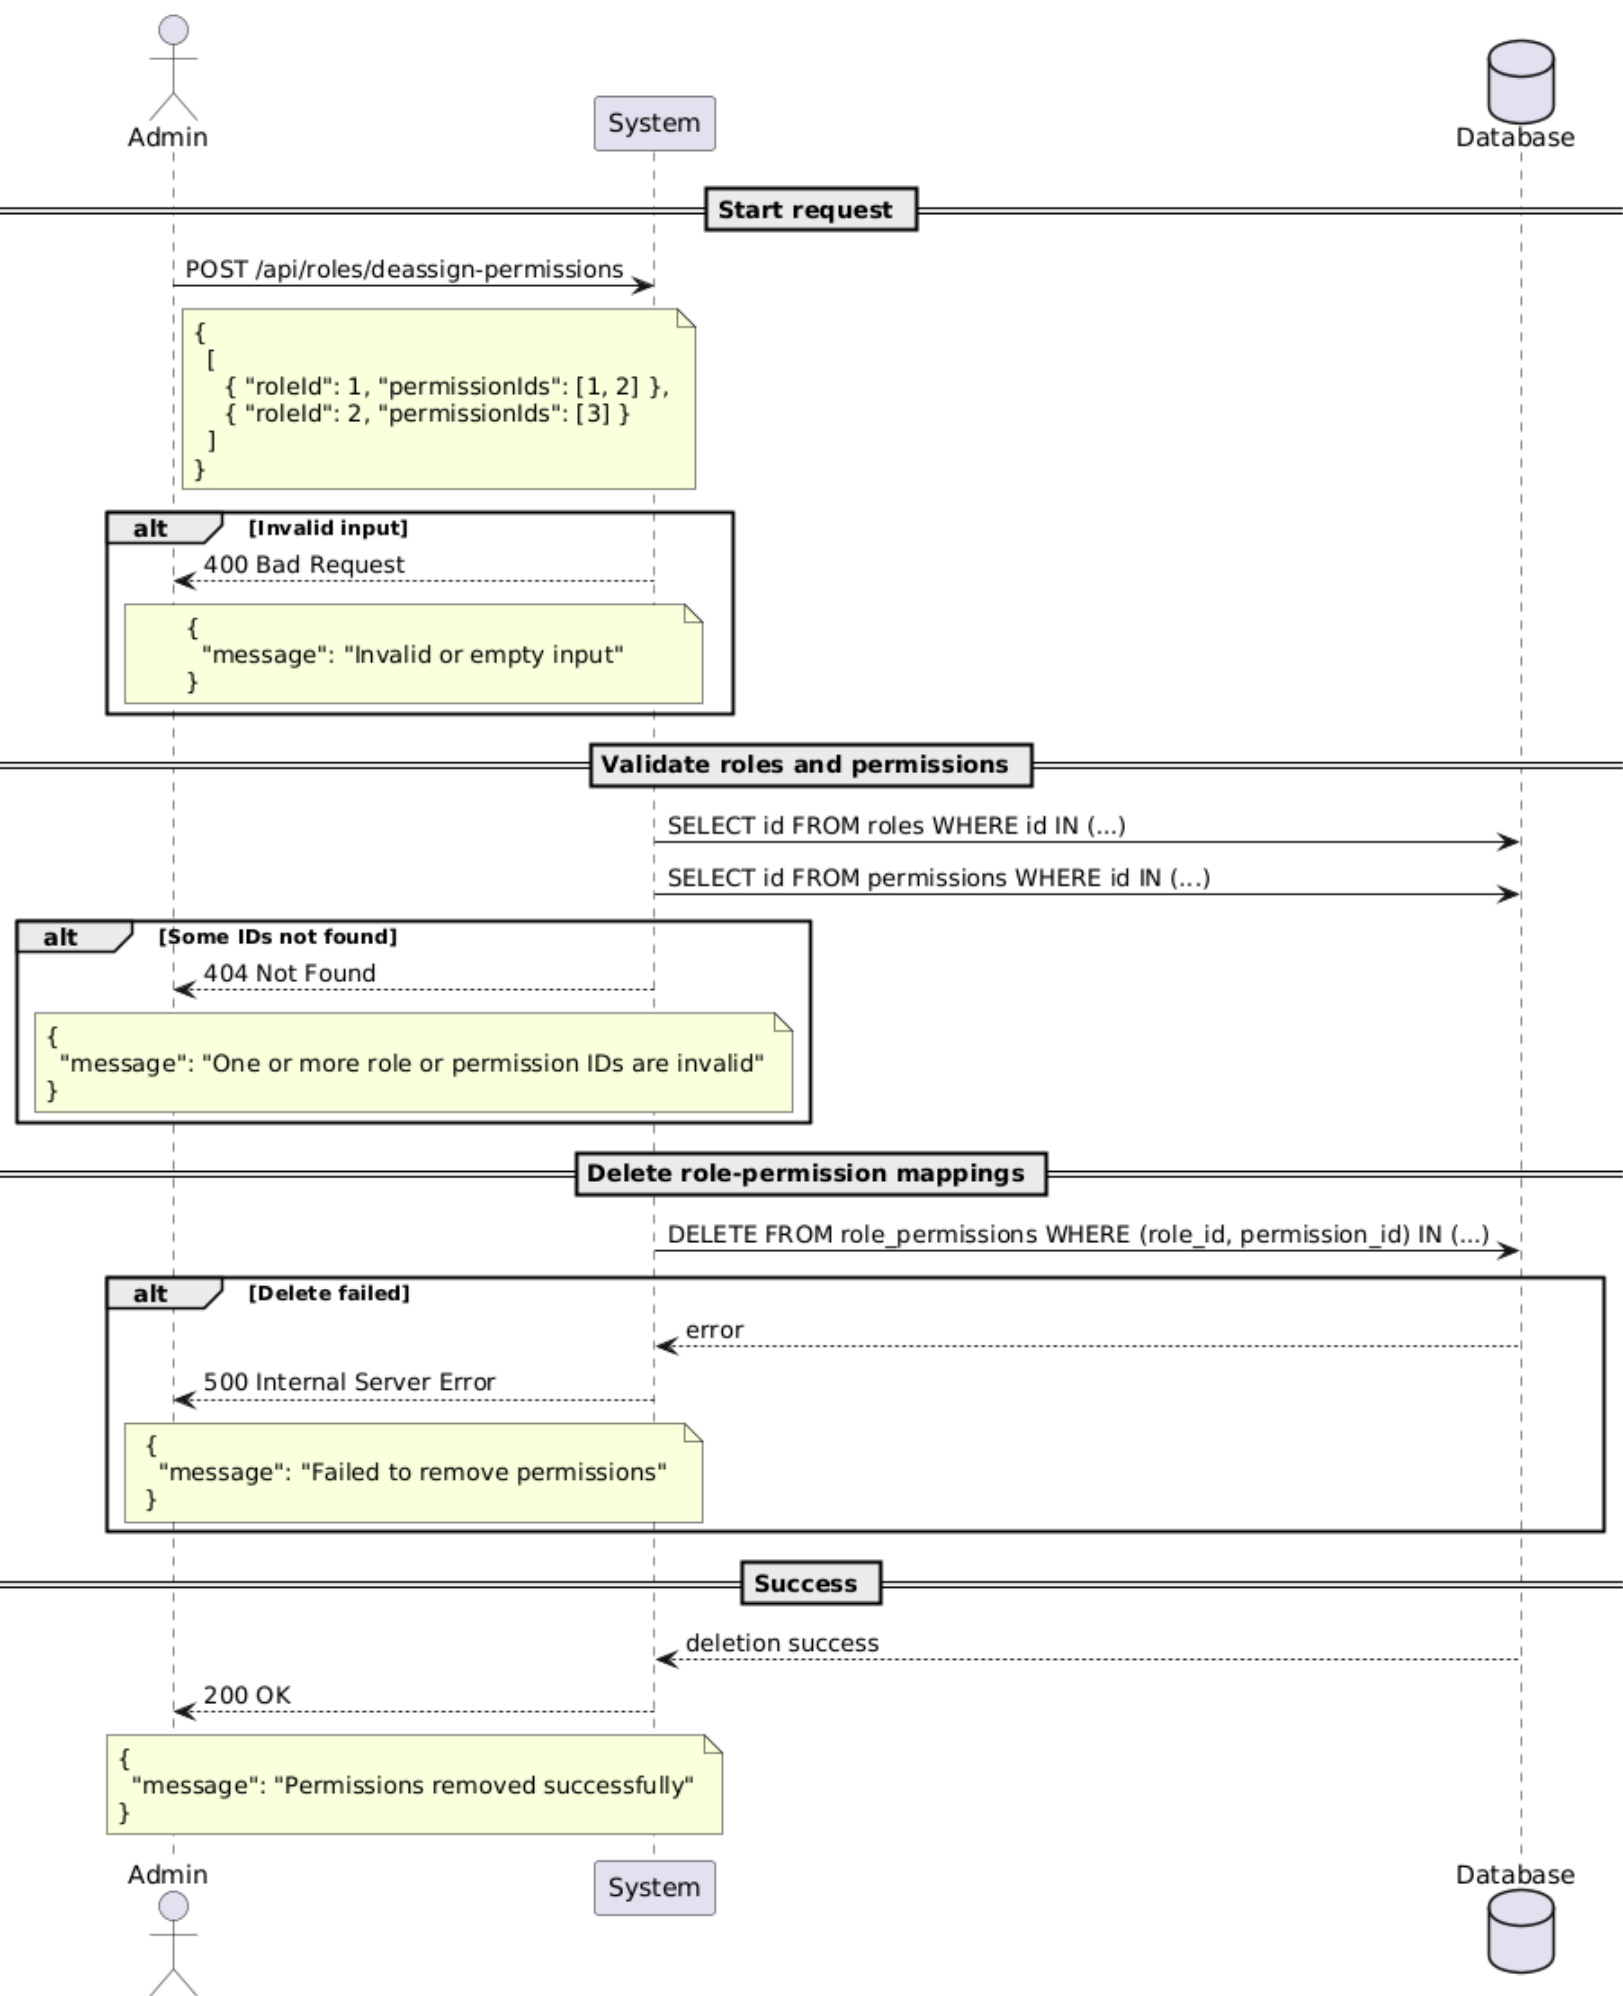 Admin
System
Database
Start request
POST /api/roles/deassign-permissions
{
[
{ "roleId": 1, "permissionIds": [1, 2] },
{ "roleId": 2, "permissionIds": [3] }
]
}
alt [Invalid input]
400 Bad Request
{
"message": "Invalid or empty input"
}
Validate roles and permissions
SELECT id FROM roles WHERE id IN (...)
SELECT id FROM permissions WHERE id IN (...)
alt [Some IDs not found]
404 Not Found
{
"message": "One or more role or permission IDs are invalid"
}
Delete role-permission mappings
DELETE FROM role_permissions WHERE (role_id, permission_id) IN (...)
alt [Delete failed]
error
500 Internal Server Error
{
"message": "Failed to remove permissions"
}
Success
deletion success
200 OK
{
"message": "Permissions removed successfully"
}
Admin
System
Database